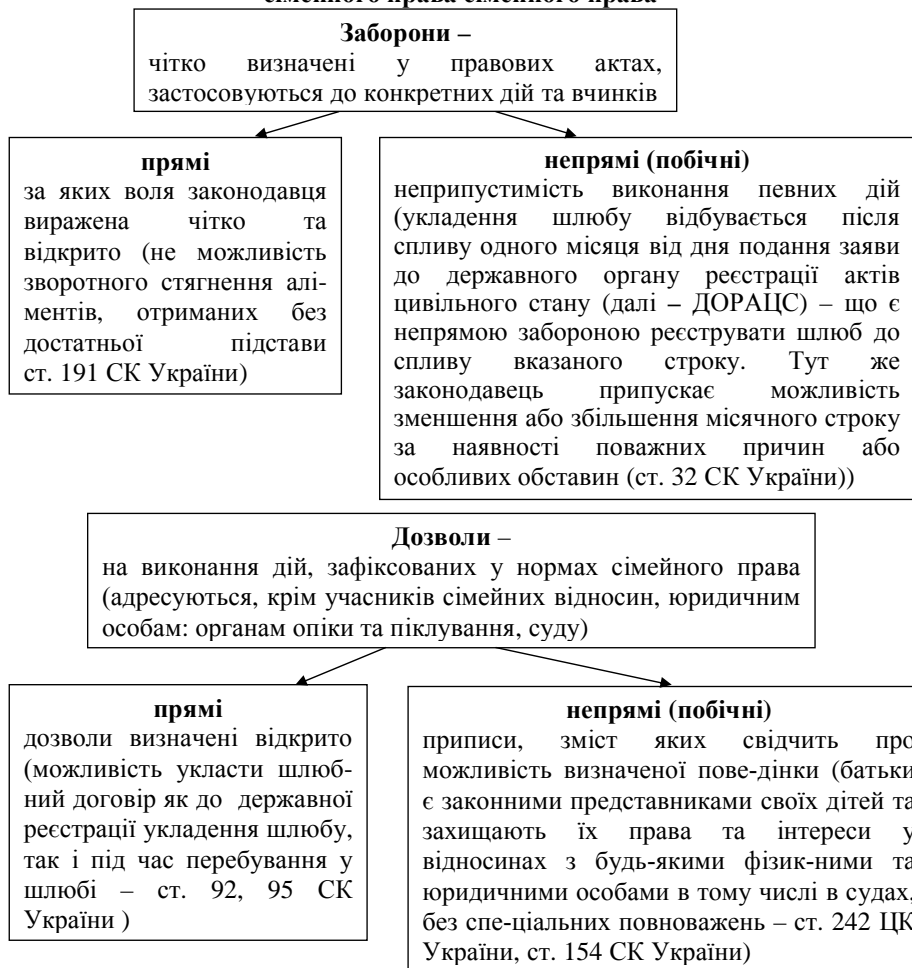 сімейного права сімейного права
Заборони –
чітко визначені у правових актах,
застосовуються до конкретних дій та вчинків
прямі
за яких воля законодавця
виражена чітко та
відкрито (не можливість
зворотного стягнення алі-
ментів, отриманих без
достатньої підстави
ст. 191 СК України)
непрямі (побічні)
неприпустимість виконання певних дій
(укладення шлюбу відбувається після
спливу одного місяця від дня подання заяви
до державного органу реєстрації актів
цивільного стану (далі – ДОРАЦС) – що є
непрямою забороною реєструвати шлюб до
спливу вказаного строку. Тут же
законодавець припускає можливість
зменшення або збільшення місячного строку
за наявності поважних причин або
особливих обставин (ст. 32 СК України))
Дозволи –
на виконання дій, зафіксованих у нормах сімейного права
(адресуються, крім учасників сімейних відносин, юридичним
особам: органам опіки та піклування, суду)
прямі
дозволи визначені відкрито
(можливість укласти шлюб-
ний договір як до державної
реєстрації укладення шлюбу,
так і під час перебування у
шлюбі – ст. 92, 95 СК
України )
непрямі (побічні)
приписи, зміст яких свідчить про
можливість визначеної пове-дінки (батьки
є законними представниками своїх дітей та
захищають їх права та інтереси у
відносинах з будь-якими фізик-ними та
юридичними особами в тому числі в судах,
без спе-ціальних повноважень – ст. 242 ЦК
України, ст. 154 СК України)